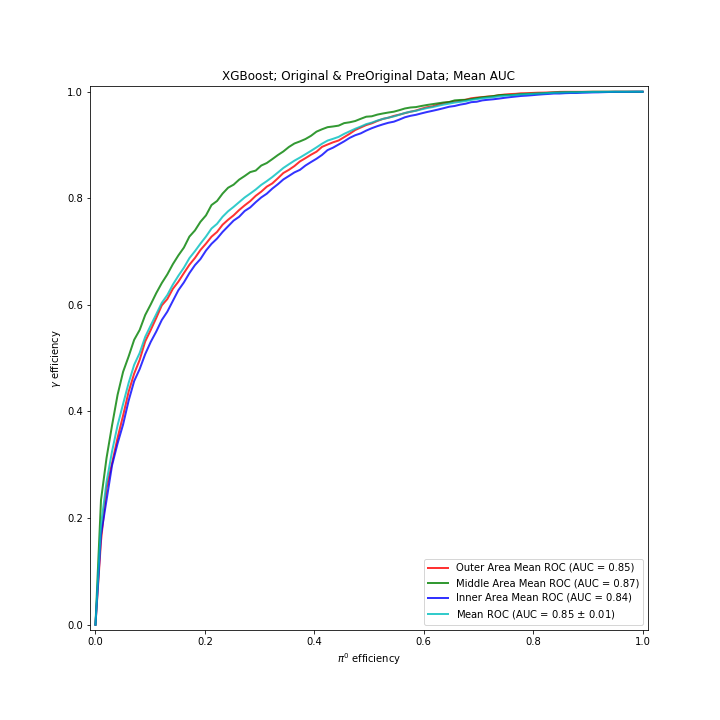 XGBoost; Original & PreOriginal Data; Mean AUC
1.0
0.8
0.6
0.4
0.2
0.0
γ efficiency
Outer Area Mean ROC (AUC = 0.85)
Middle Area Mean ROC (AUC = 0.87)
Inner Area Mean ROC (AUC = 0.84)
Mean ROC (AUC = 0.85 ± 0.01)
0.0 0.2 0.4 0.6 0.8 1.0
π⁰ efficiency